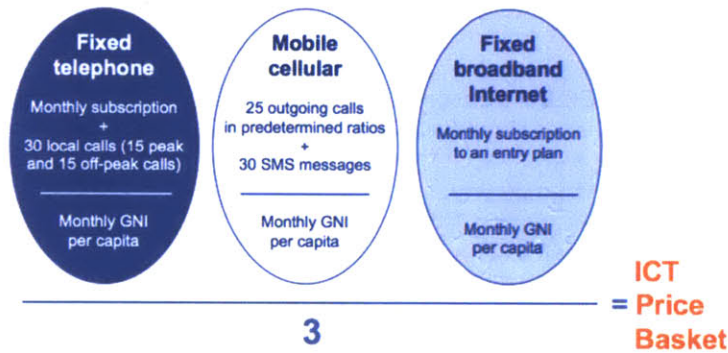 Fixed
telephone
Monthly subscription
+
30 local calls (15 peak
and 15 off-peak calls)
Monthly GNI
per capita
Mobile
cellular
25 outgoing calls
in predetermined ratios
+
30 SMS messages
Monthly GNI
per capita
Fixed
broadband
Internet
Monthly subscription
to an entry plan
Monthly GNI
per capita
3
ICT
= Price
Basket